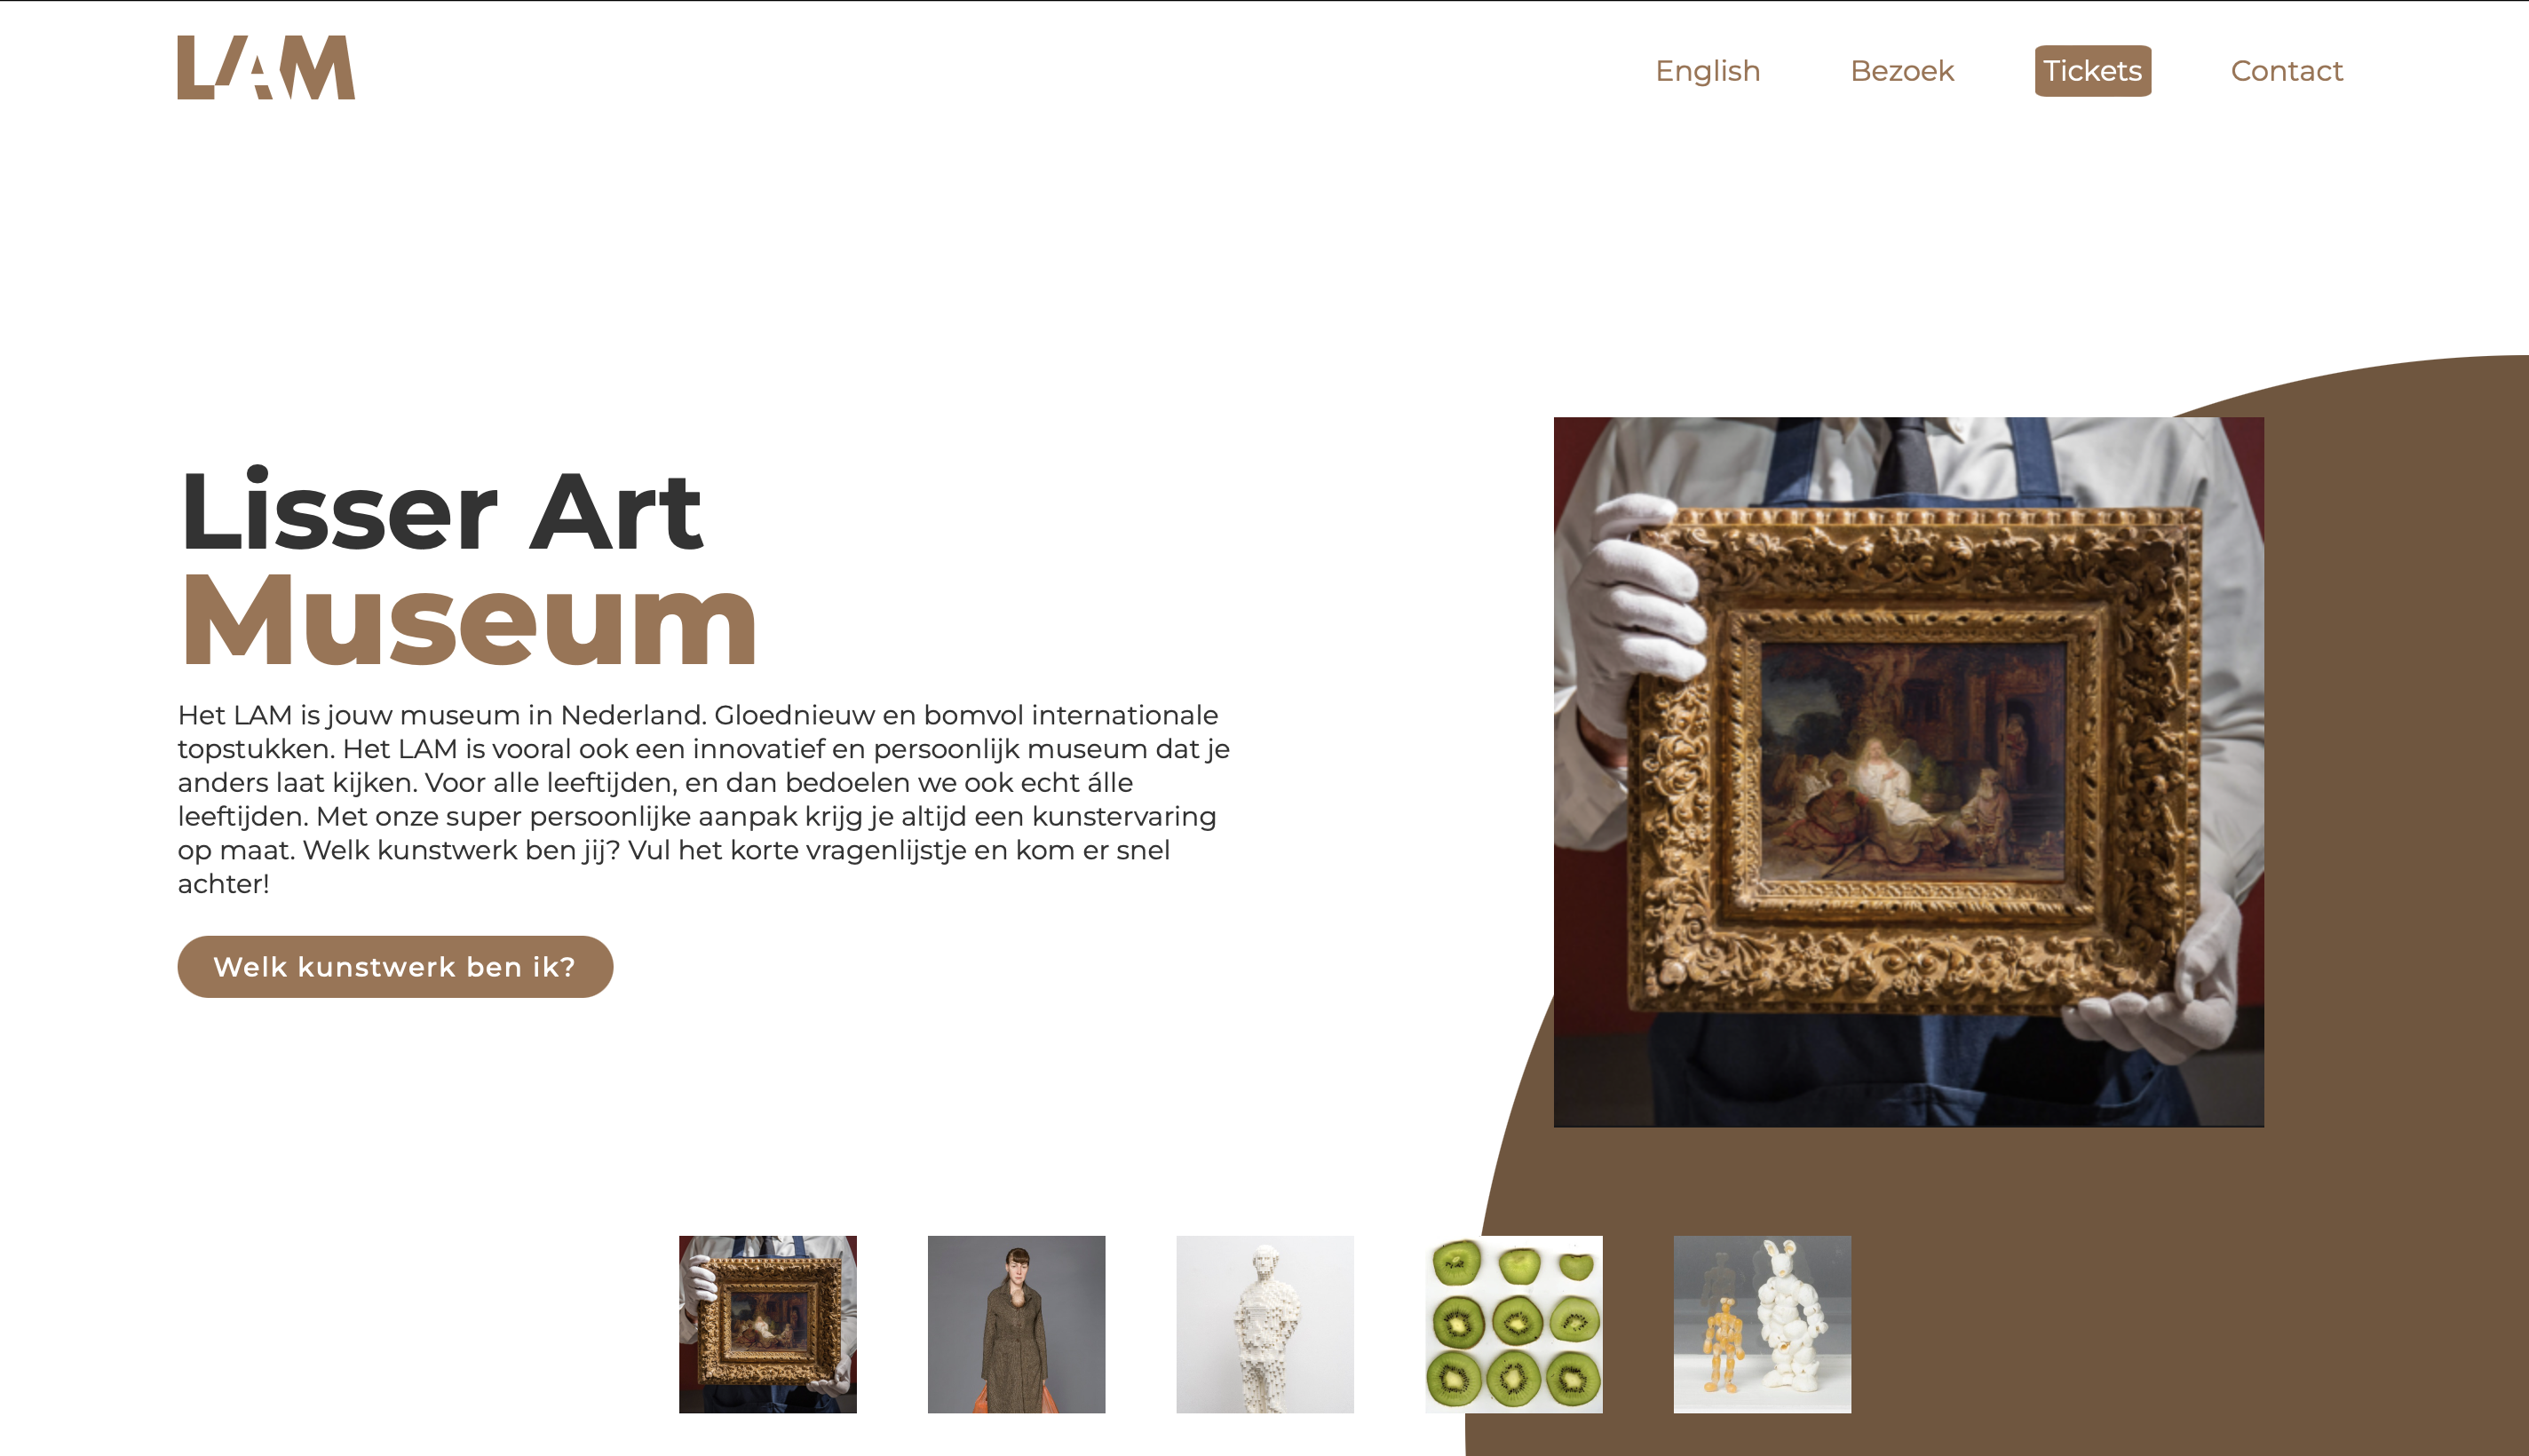 LAM
English
Bezoek
Tickets
Contact
Lisser Art
Museum
Het LAM is jouw museum in Nederland. Gloednieuw en bomvol internationale
topstukken. Het LAM is vooral ook een innovatief en persoonlijk museum dat je
anders laat kijken. Voor alle leeftijden, en dan bedoelen we ook echt álle
leeftijden. Met onze super persoonlijke aanpak krijg je altijd een kunstervaring
op maat. Welk kunstwerk ben jij? Vul het korte vragenlijstje en kom er snel
achter!
Welk kunstwerk ben ik?